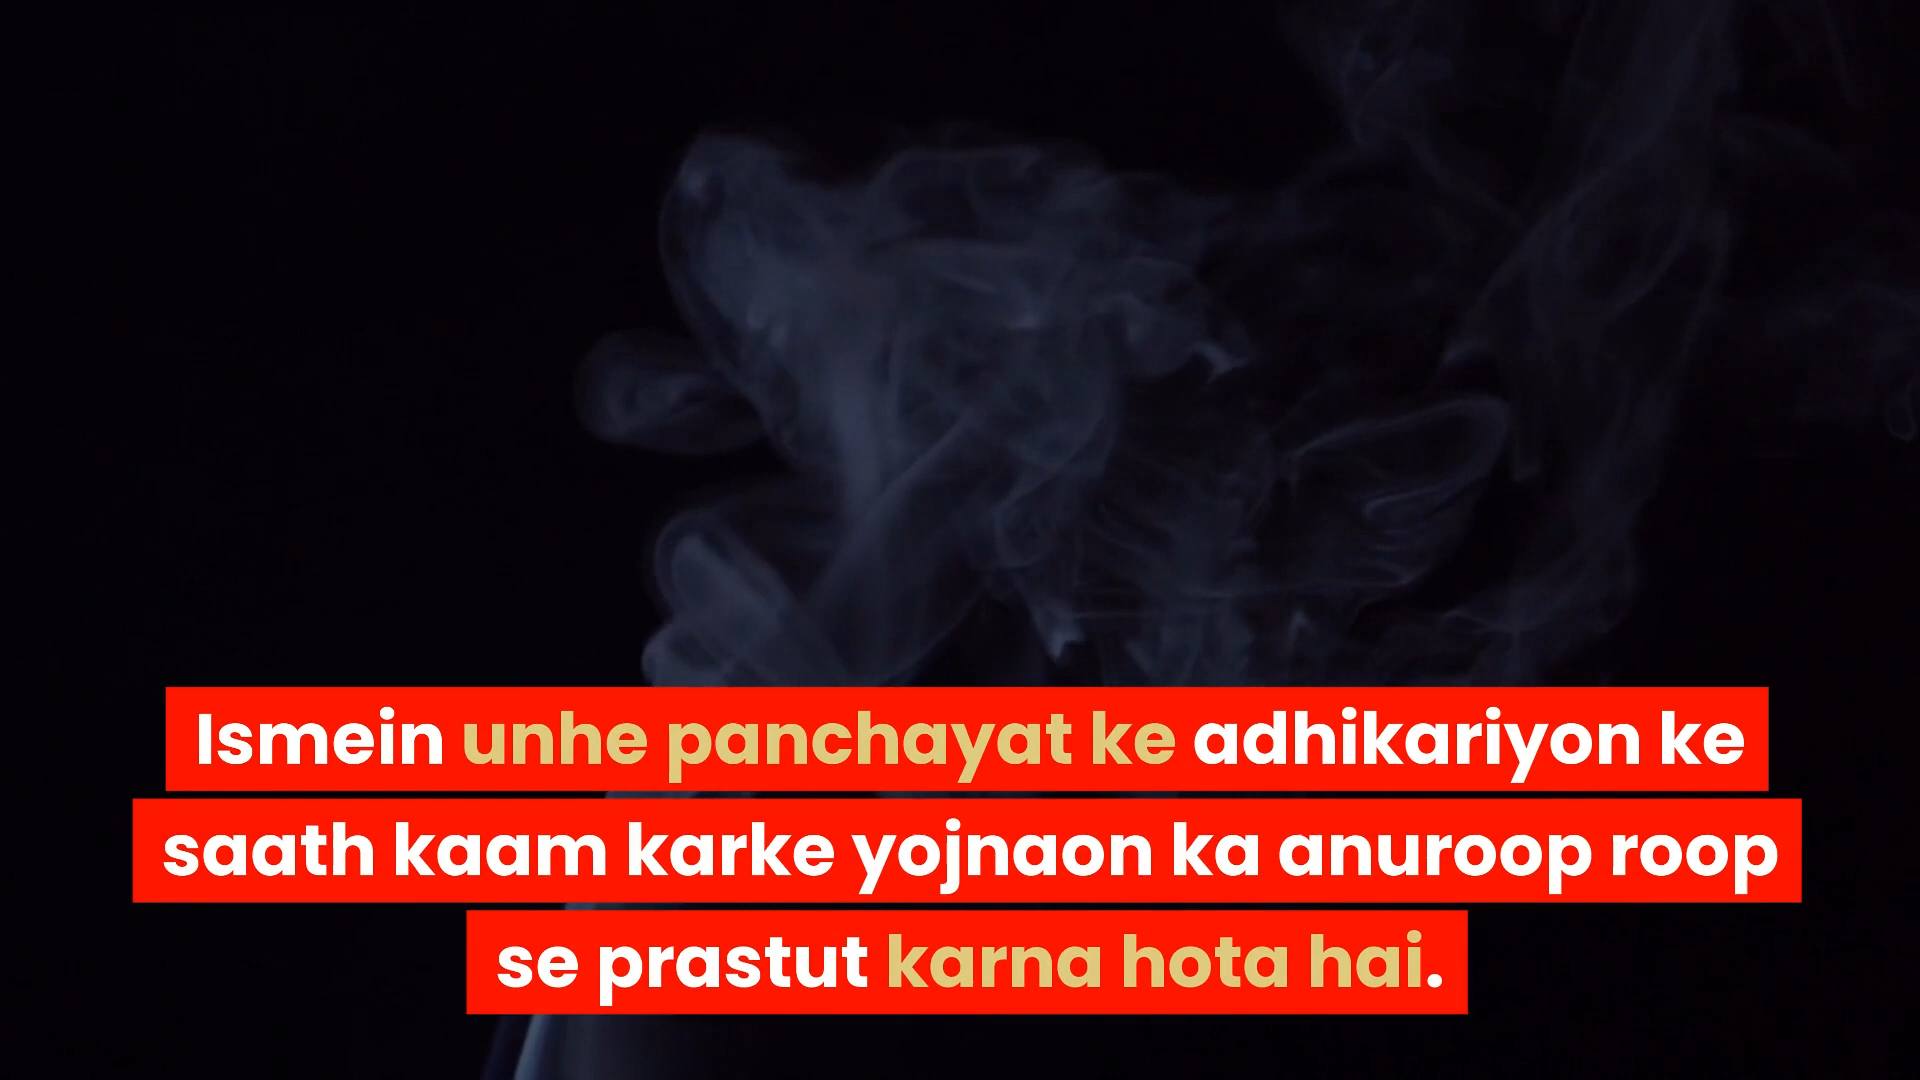 Ismein unhe panchayat ke adhikariyon ke
saath kaam karke yojnaon ka anuroop roop
se prastut karna hota hai.